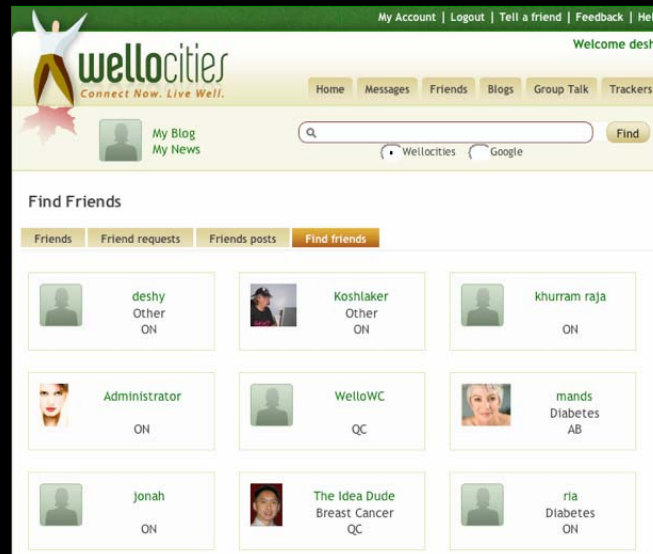 My Account | Logout | Tell a friend | Feedback |
Welcome
wellocities
Connect Now. Live Well.
Home Messages Friends Blogs Group Talk Trackers
My Blog
My News
Find
Wellocities Google
Find Friends
Friends Friend requests Friends posts Find friends
deshy Koshlaker khurram raja
Other Other
ON ON ON
Administrator WelloWC mands
Diabetes
ON QC AB
jonah The Idea Dude ria
Breast Cancer Diabetes
ON QC ON